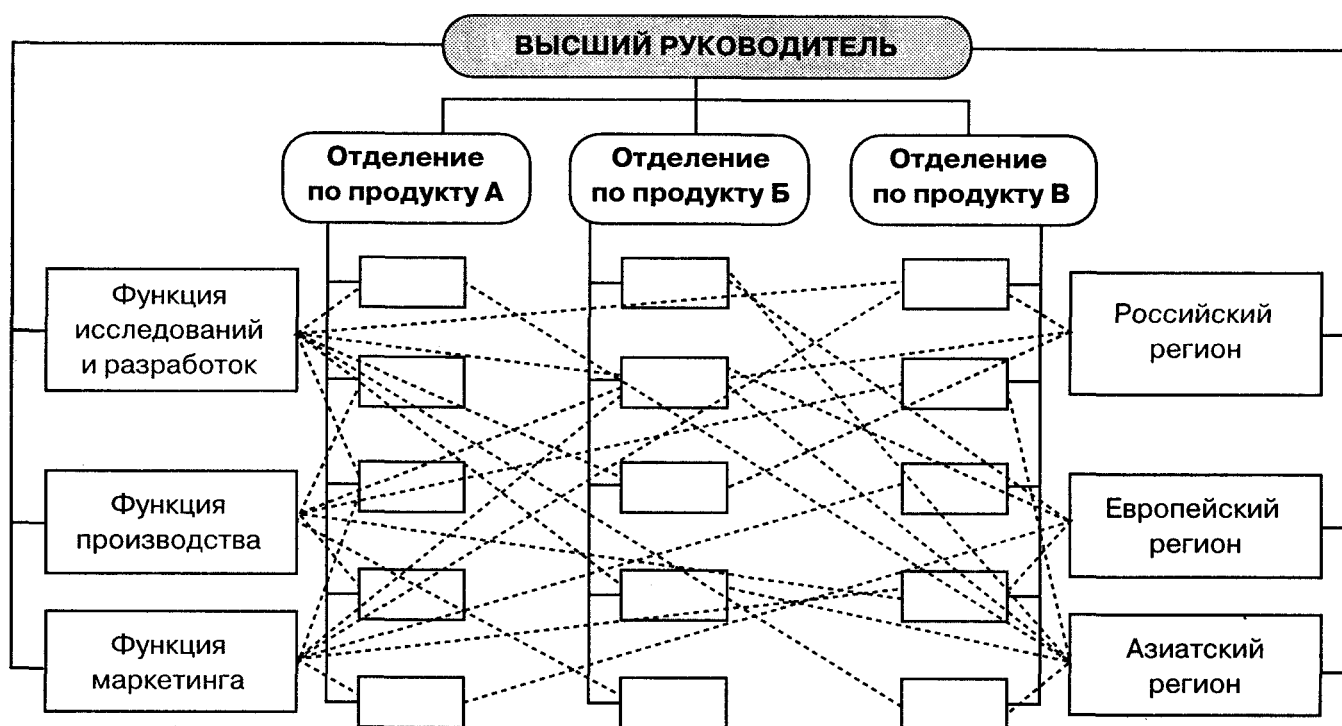 ВЫСШИЙ РУКОВОДИТЕЛЬ
Отделение
по продукту А
Отделение
по продукту Б
Отделение
по продукту В
Функция
исследований
и разработок
Функция
производства
Функция
маркетинга
Российский
регион
Европейский
регион
Азиатский
регион